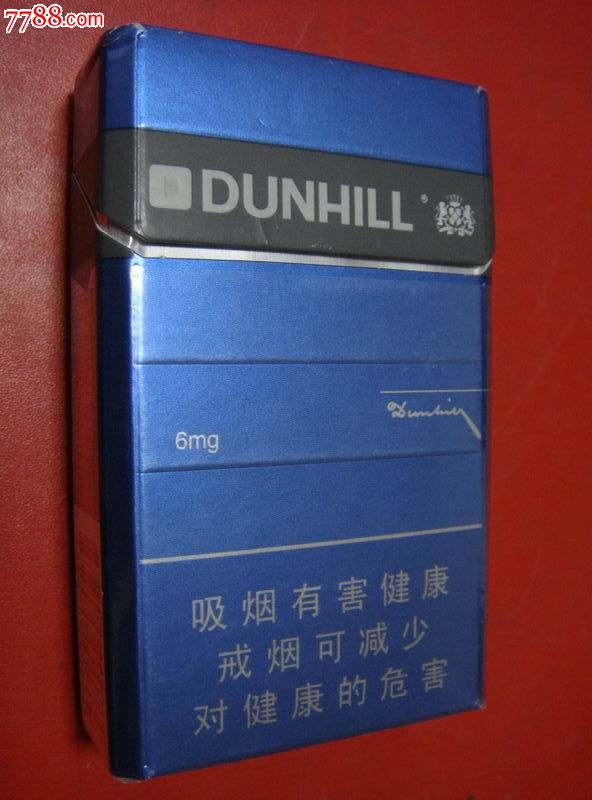 7788.com
D DUNHILL ®
Dunhill
6mg
吸烟有害健康
戒烟可减少
对健康的危害